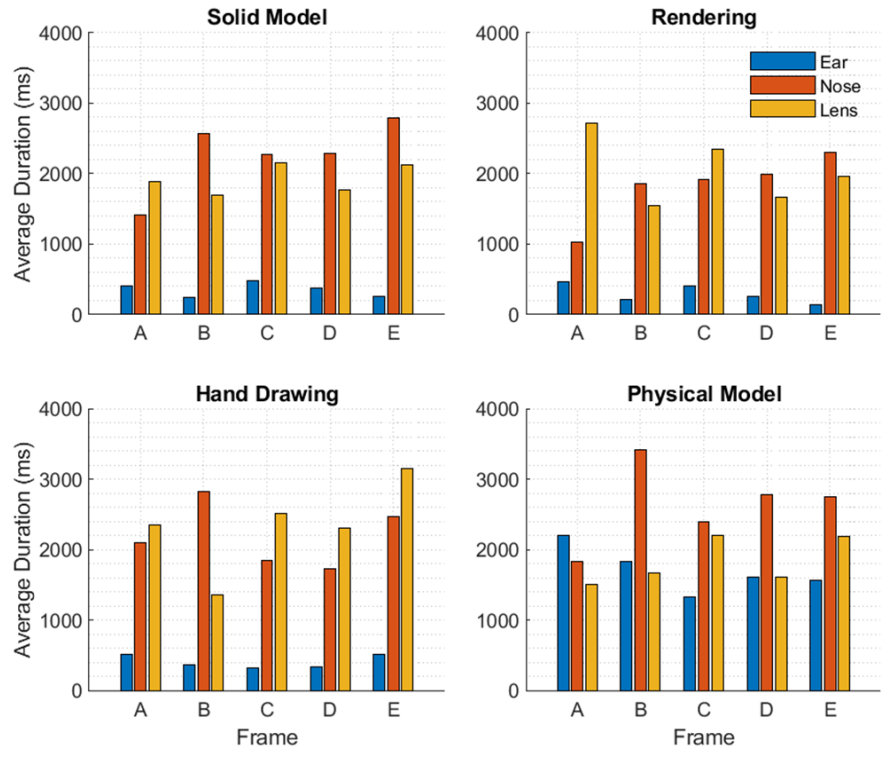 Solid Model
Average Duration (ms)
4000
3000
2000
1000
0
A B C D E
Rendering
Ear
Nose
Lens
4000
3000
2000
1000
0
A B C D E
Hand Drawing
Average Duration (ms)
4000
3000
2000
1000
0
A B C D E
Frame
Physical Model
4000
3000
2000
1000
0
A B C D E
Frame